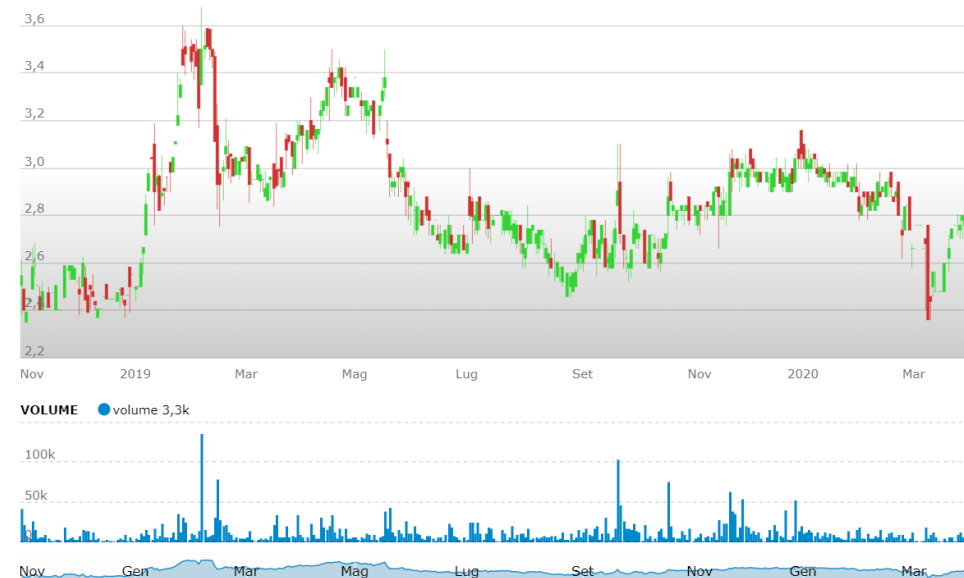 3,6
3,4
3,2
3,0
2,8
2,6
2,4
2,2
Nov 2019 Mar Mag Lug Set Nov 2020 Mar
VOLUME volume 3,3k
100k
50k
0
Nov Gen Mar Mag Lug Set Nov Gen Mar